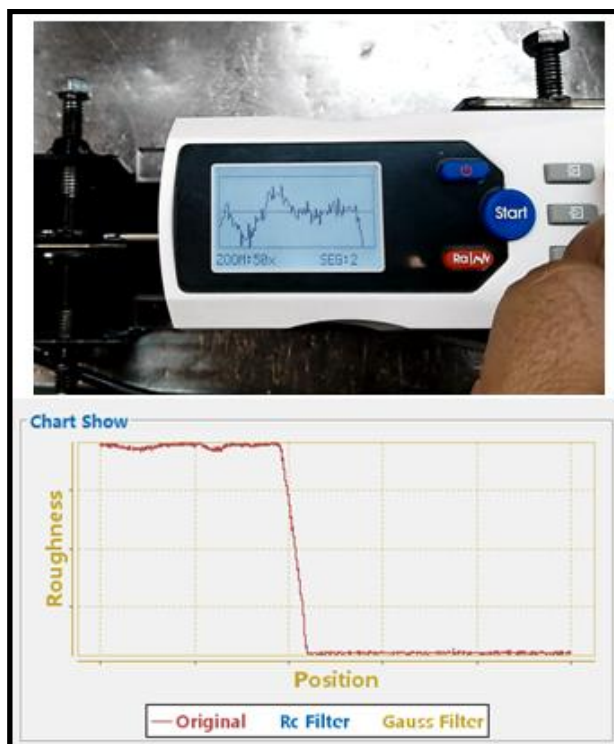 Start
Ra
ZOOM:50x SEG:2
Chart Show
Roughness
Position
Original Rc Filter Gauss Filter